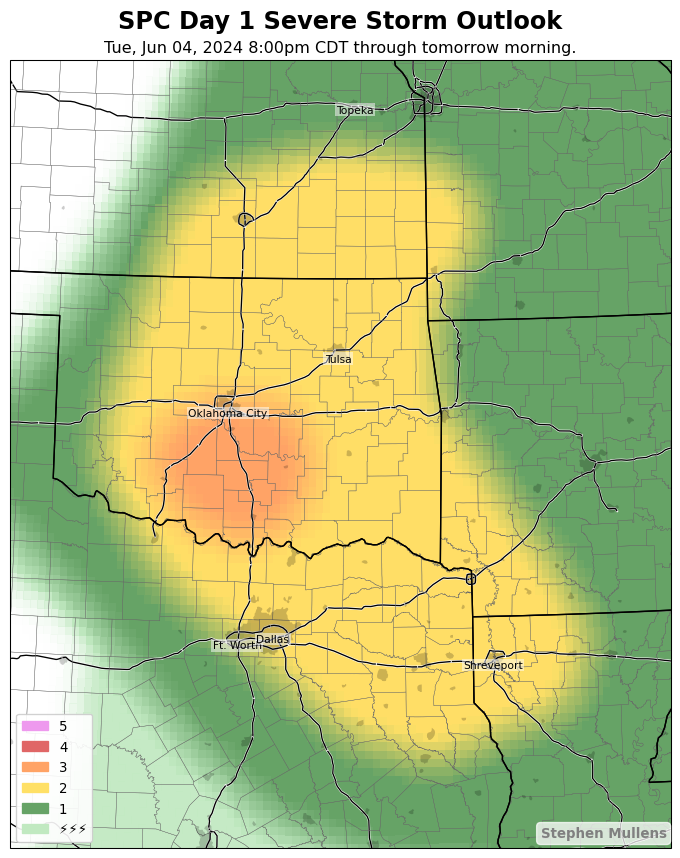 SPC Day 1 Severe Storm Outlook
Tue, Jun 04, 2024 8:00pm CDT through tomorrow morning.
Topeka
Tulsa
Oklahoma City
Dallas
Ft. Worth
Shreveport
5
4
3
2
1
⚡⚡⚡
Stephen Mullens